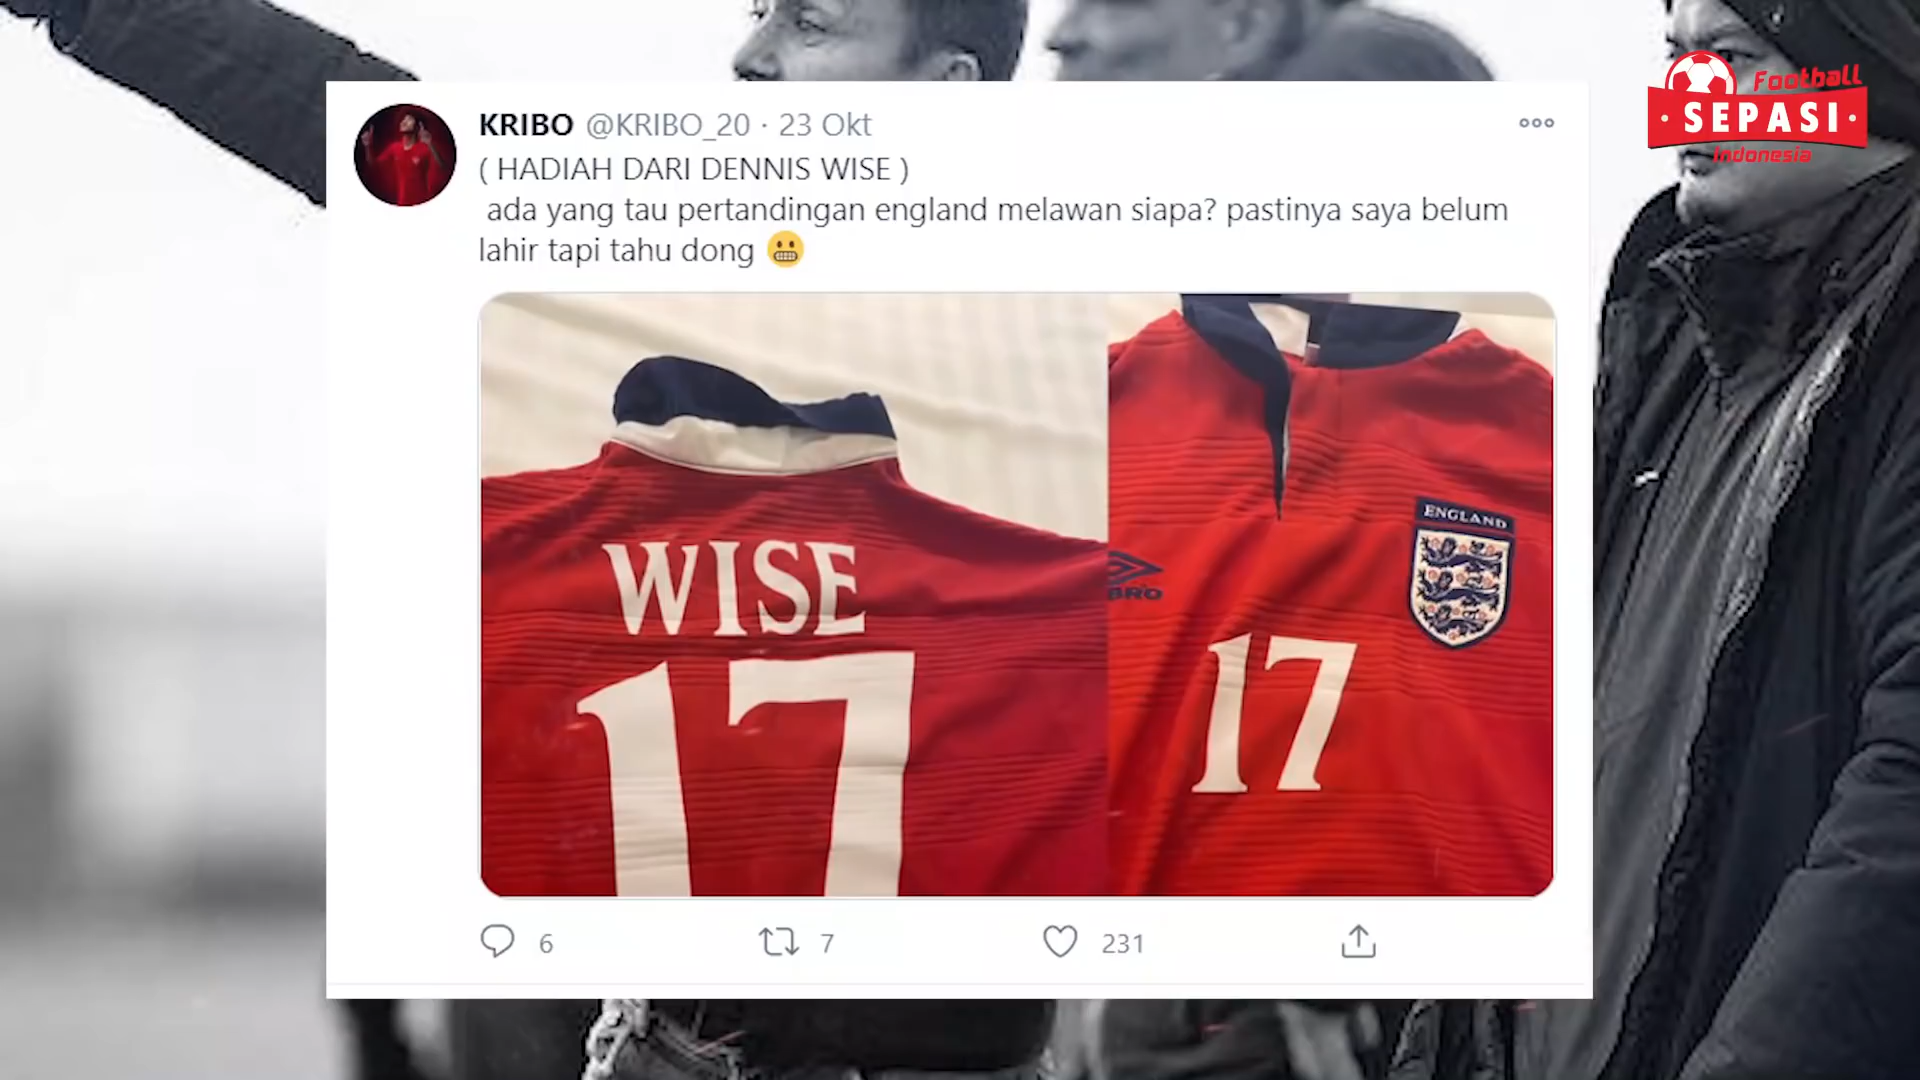 KRIBO @KRIBO_20 · 23 Okt
( HADIAH DARI DENNIS WISE )
ada yang tau pertandingan england melawan siapa? pastinya saya belum
lahir tapi tahu dong 😬
WISE
17
BRO
ENGLAND
17
6
7
231
Football
· SEPASI ·
Indonesia